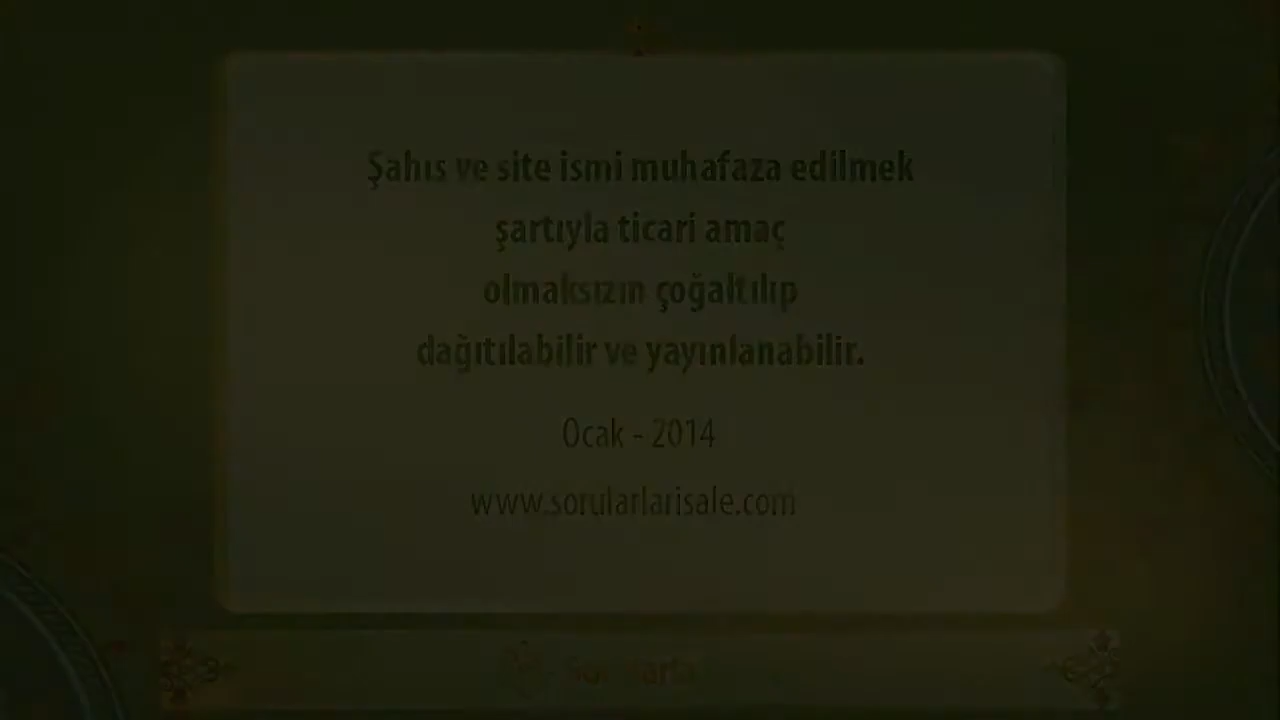 Şahıs ve site ismi muhafaza edilmek
şartıyla ticari amaç
olmaksızın çoğaltılıp
dağıtılabilir ve yayınlanabilir.
Ocak - 2014
www.sorularlarisale.com